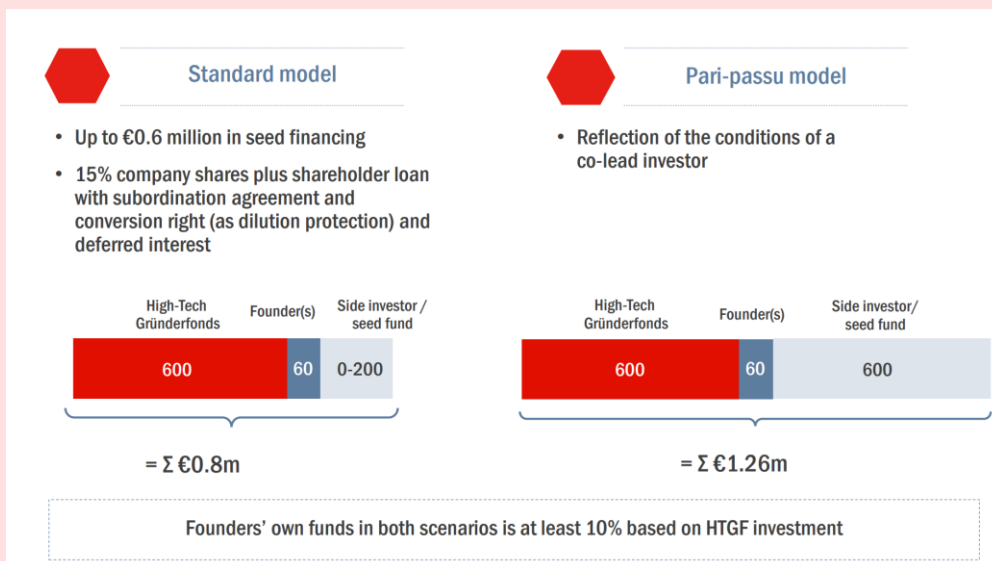 Standard model
• Up to €0.6 million in seed financing
• 15% company shares plus shareholder loan
with subordination agreement and
conversion right (as dilution protection) and
deferred interest
High-Tech
Gründerfonds
Founder(s)
Side investor /
seed fund
600
60
0-200
= Σ €0.8m
Pari-passu model
• Reflection of the conditions of a
co-lead investor
High-Tech
Gründerfonds
Founder(s)
Side investor/
seed fund
600
60
600
= Σ €1.26m
Founders' own funds in both scenarios is at least 10% based on HTGF investment